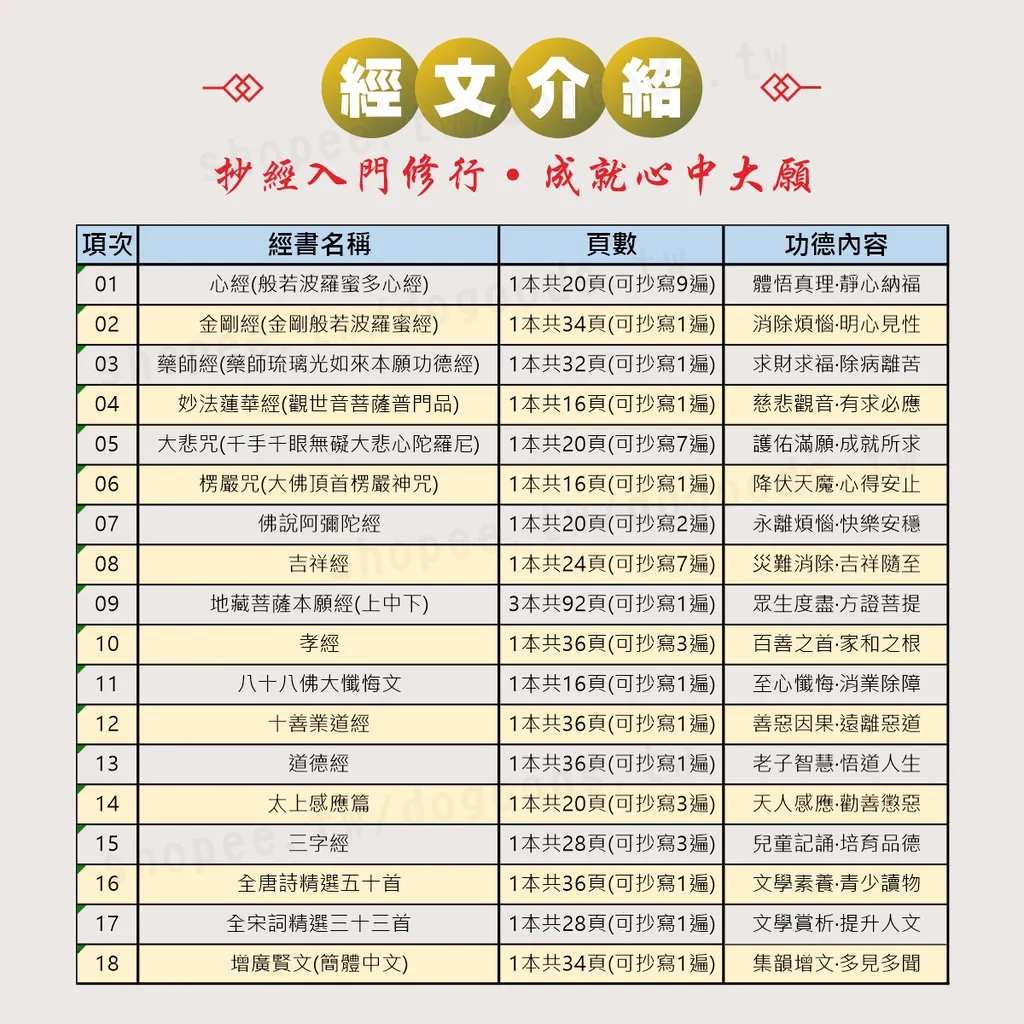 經文介紹
抄經入門修行•成就心中大願
項次 經書名稱 頁數 功德內容
01 心經(般若波羅蜜多心經) 1本共20頁(可抄寫9遍) 體悟真理·靜心納福
02 金剛經(金剛般若波羅蜜經) 1本共34頁(可抄寫1遍) 消除煩惱·明心見性
03 藥師經(藥師琉璃光如來本願功德經) 1本共32頁(可抄寫1遍) 求財求福·除病離苦
04 妙法蓮華經(觀世音菩薩普門品) 1本共16頁(可抄寫1遍) 慈悲觀音·有求必應
05 大悲咒(千手千眼無礙大悲心陀羅尼) 1本共20頁(可抄寫7遍) 護佑滿願·成就所求
06 楞嚴咒(大佛頂首楞嚴神咒) 1本共16頁(可抄寫1遍) 降伏天魔·心得安止
07 佛說阿彌陀經 1本共20頁(可抄寫2遍) 永離煩惱·快樂安穩
08 吉祥經 1本共24頁(可抄寫7遍) 災難消除·吉祥隨至
09 地藏菩薩本願經(上中下) 3本共92頁(可抄寫1遍) 眾生度盡·方證菩提
10 孝經 1本共36頁(可抄寫3遍) 百善之首·家和之根
11 八十八佛大懺悔文 1本共16頁(可抄寫1遍) 至心懺悔·消業除障
12 十善業道經 1本共36頁(可抄寫1遍) 善惡因果·遠離惡道
13 道德經 1本共36頁(可抄寫1遍) 老子智慧·悟道人生
14 太上感應篇 1本共20頁(可抄寫3遍) 天人感應·勸善懲惡
15 三字經 1本共28頁(可抄寫3遍) 兒童記誦·培育品德
16 全唐詩精選五十首 1本共36頁(可抄寫1遍) 文學素養·青少讀物
17 全宋詞精選三十三首 1本共28頁(可抄寫1遍) 文學賞析·提升人文
18 增廣賢文(簡體中文) 1本共34頁(可抄寫1遍) 集韻增文·多見多聞
shopee.tw/dogoods.tw
shopee.tw/dogoods.tw
shopee.tw/dogoods.tw
shopee.tw/dogoods.tw